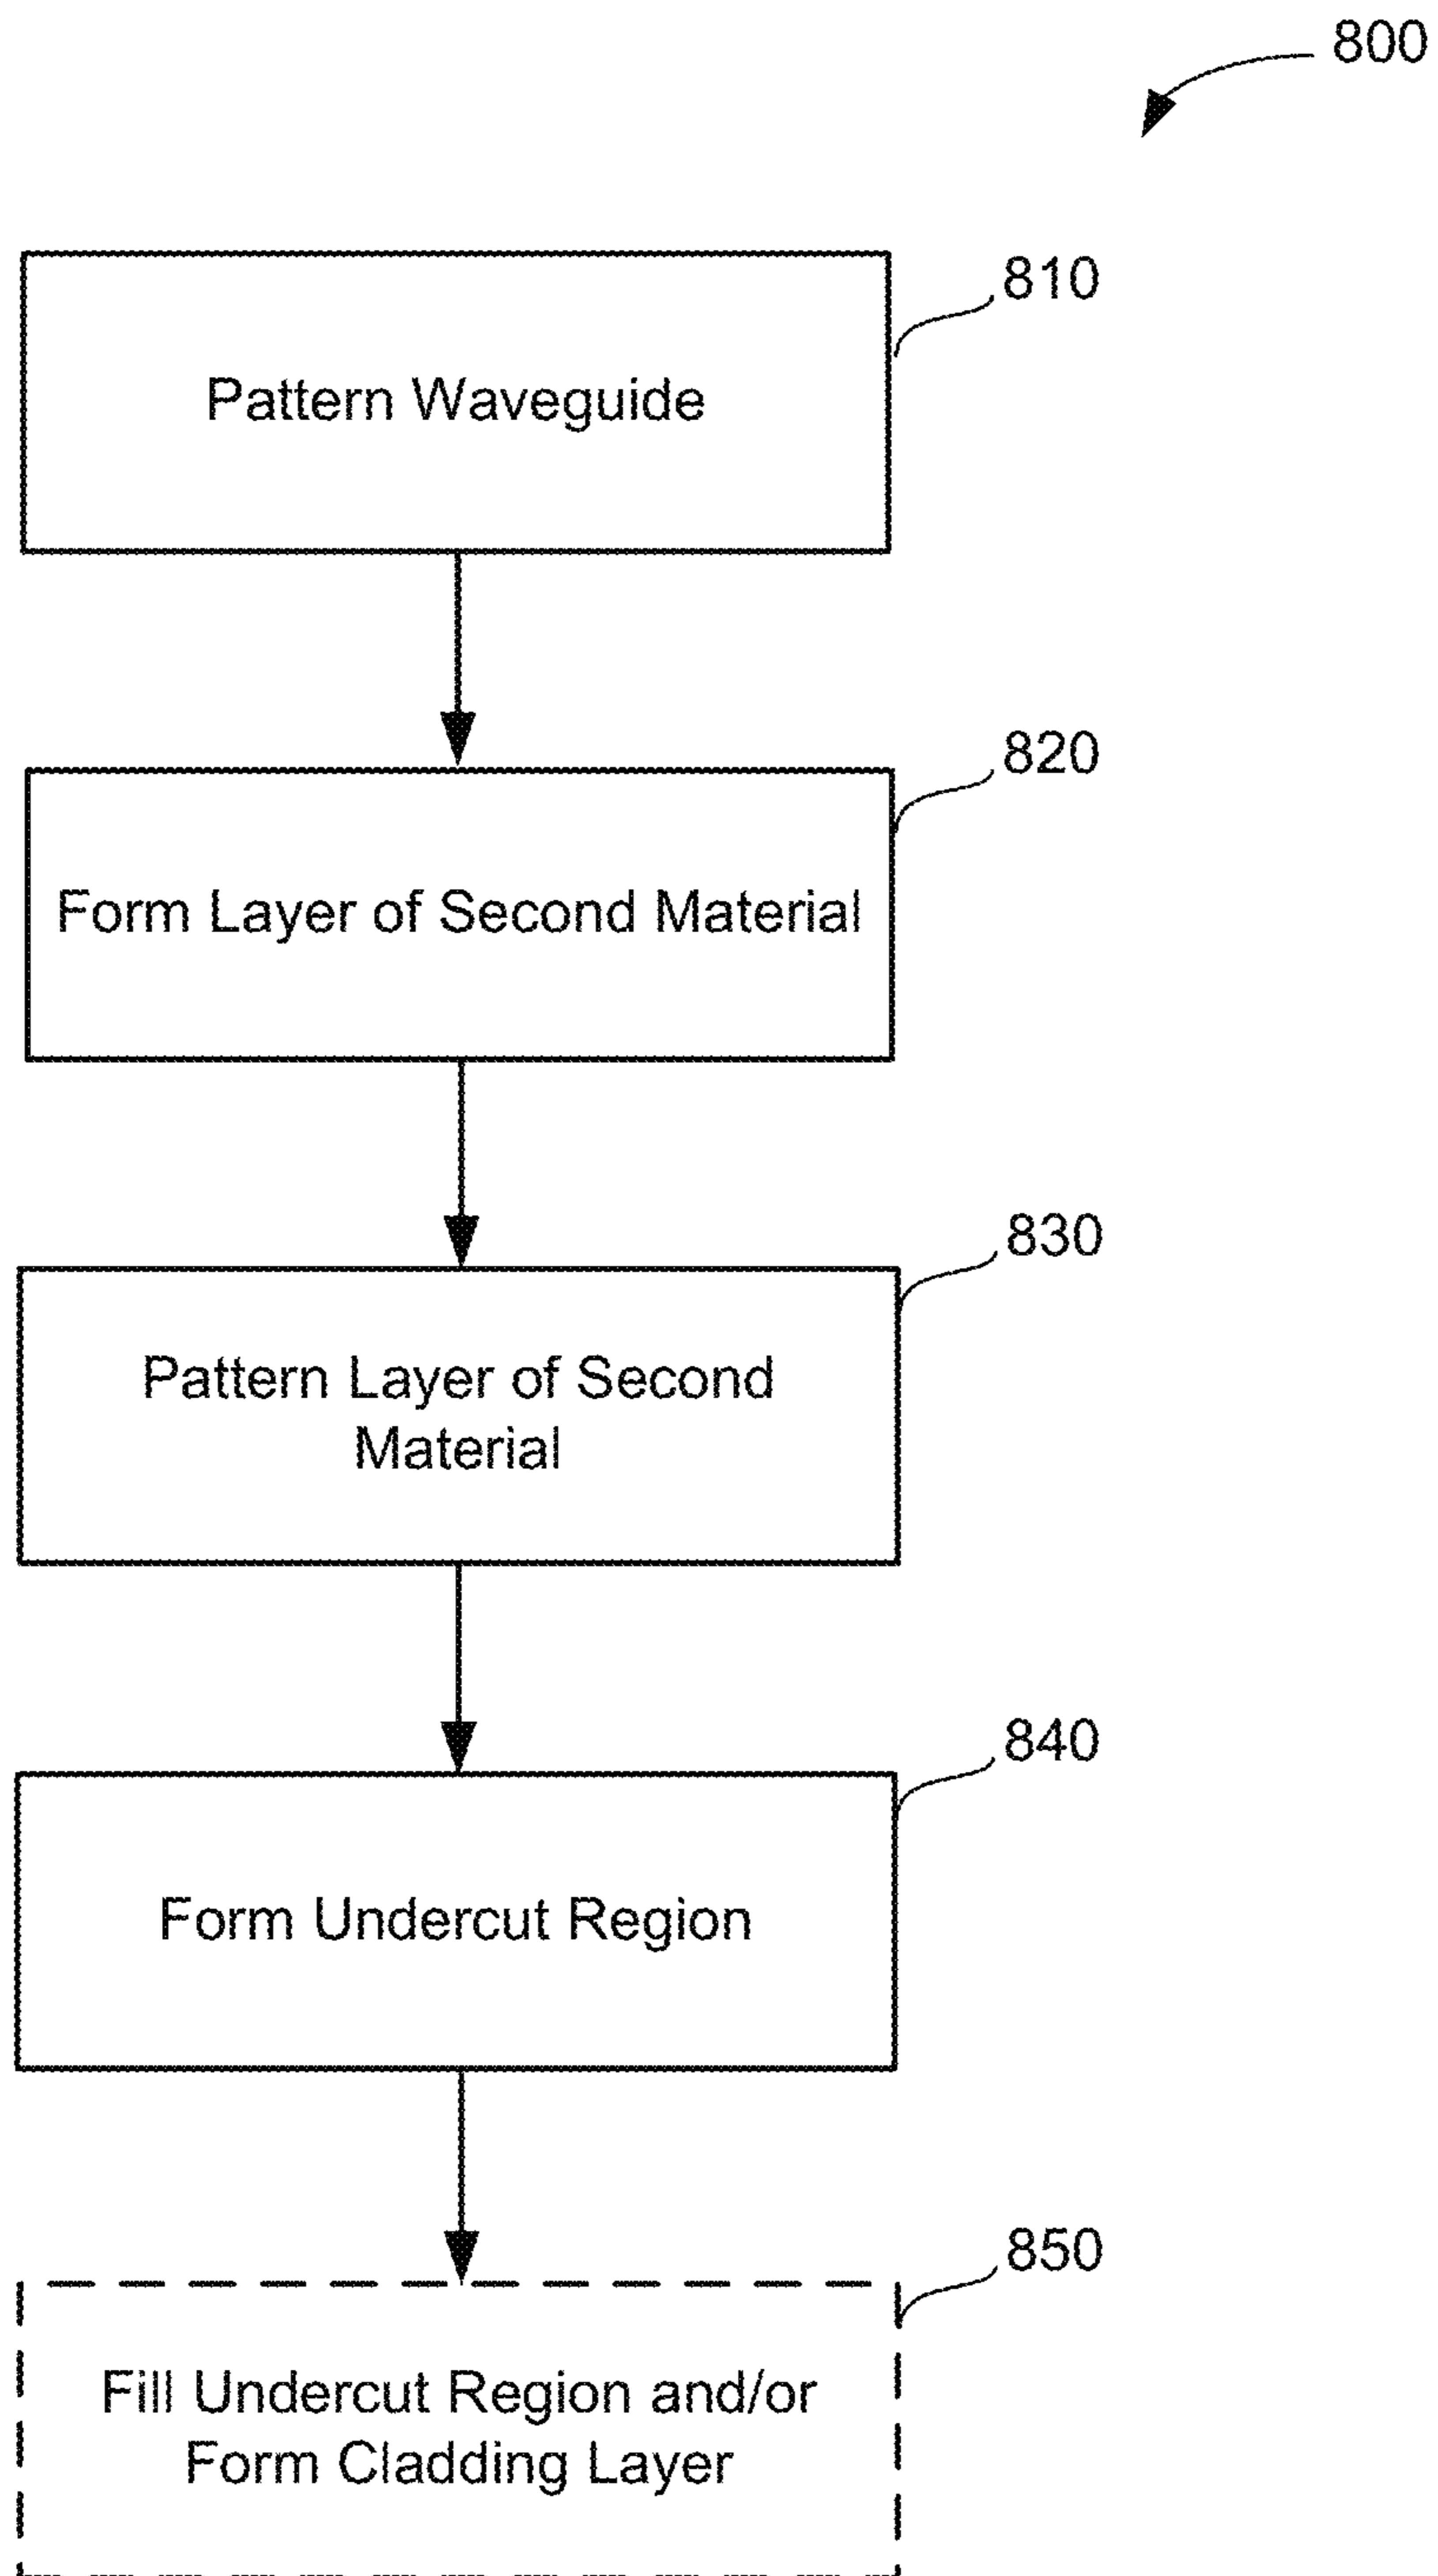 800
810
Pattern Waveguide
820
Form Layer of Second Material
830
Pattern Layer of Second
Material
840
Form Undercut Region
850
Fill Undercut Region and/or
Form Cladding Layer